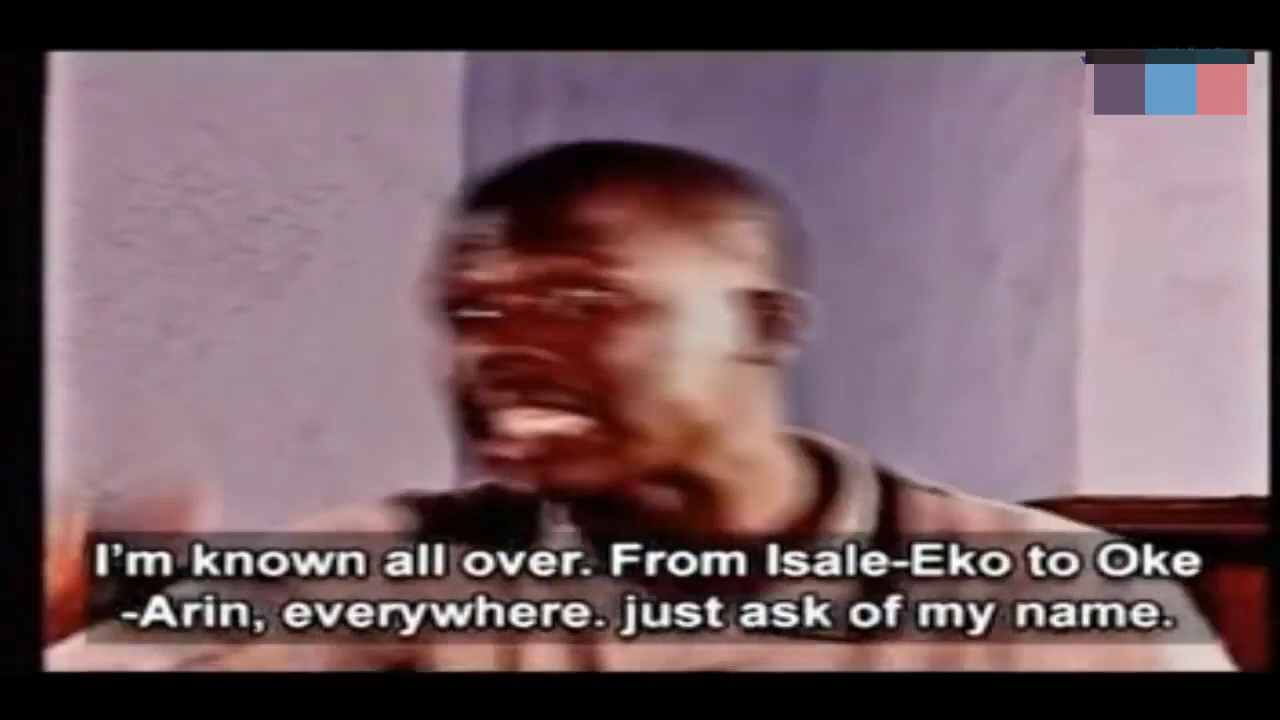 I'm known all over. From Isale-Eko to Oke
-Arin, everywhere. just ask of my name.